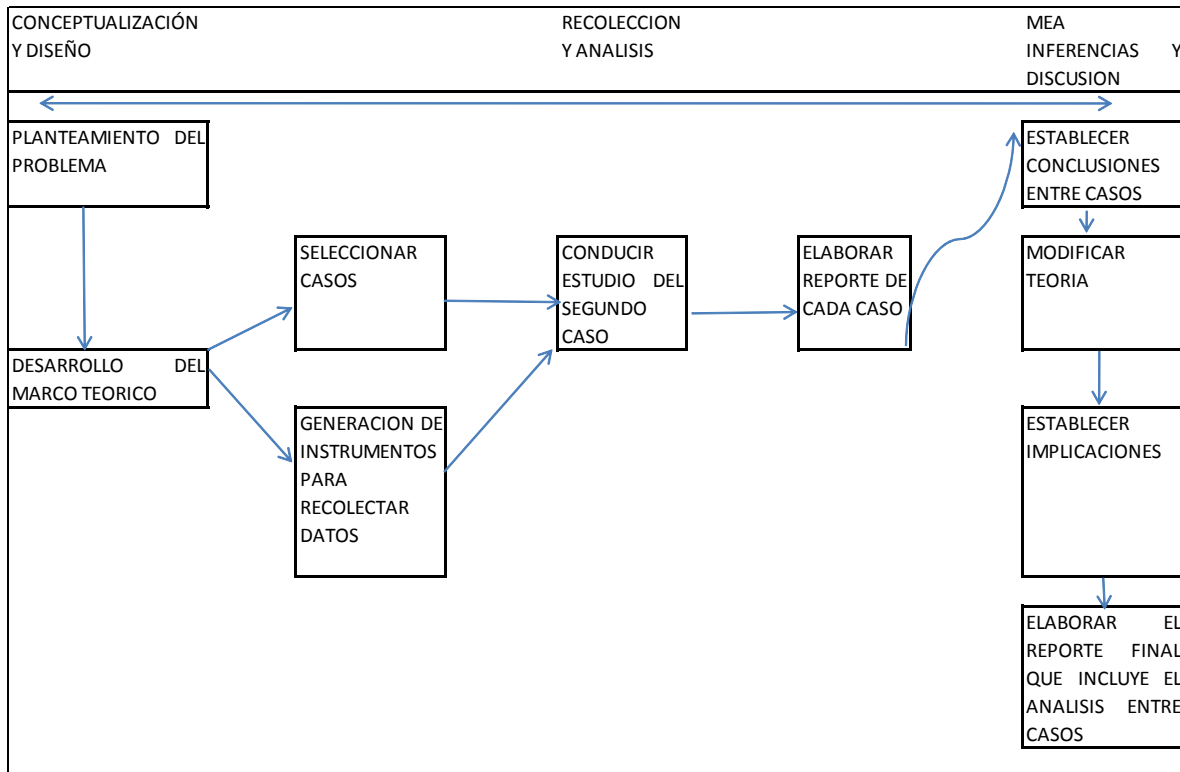 CONCEPTUALIZACIÓN
Y DISEÑO
RECOLECCION
Y ANALISIS
MEA
INFERENCIAS Y
DISCUSION
PLANTEAMIENTO DEL
PROBLEMA
DESARROLLO DEL
MARCO TEORICO
SELECCIONAR
CASOS
GENERACION DE
INSTRUMENTOS
PARA
RECOLECTAR
DATOS
CONDUCIR
ESTUDIO DEL
SEGUNDO
CASO
ELABORAR
REPORTE DE
CADA CASO
ESTABLECER
CONCLUSIONES
ENTRE CASOS
MODIFICAR
TEORIA
ESTABLECER
IMPLICACIONES
ELABORAR EL
REPORTE FINAL
QUE INCLUYE EL
ANALISIS ENTRE
CASOS